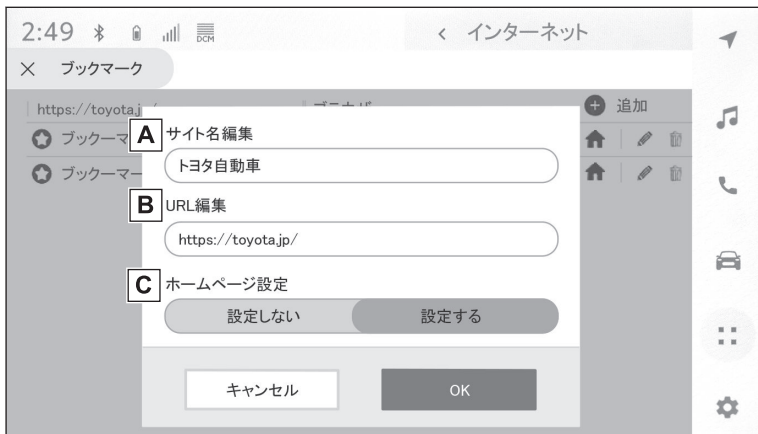 2:49 DCM
< インターネット
× ブックマーク
https://toyota.j
追加
ブックーマ
ブックーマー
A サイト名編集
トヨタ自動車
B URL編集
https://toyota.jp/
C ホームページ設定
設定しない 設定する
キャンセル OK